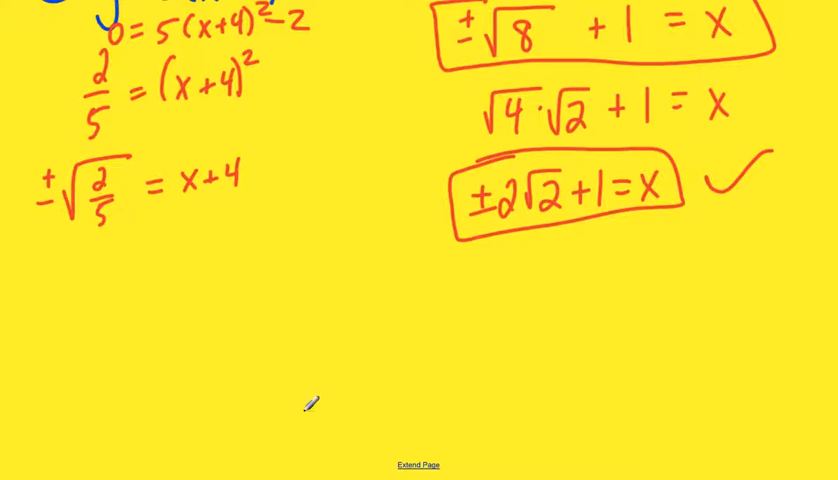 0 = 5(x+4)² - 2
2/5 = (x+4)²
± √(2/5) = x+4
± √8 + 1 = x
√4 · √2 + 1 = x
± 2√2 + 1 = x ✓
Extend Page